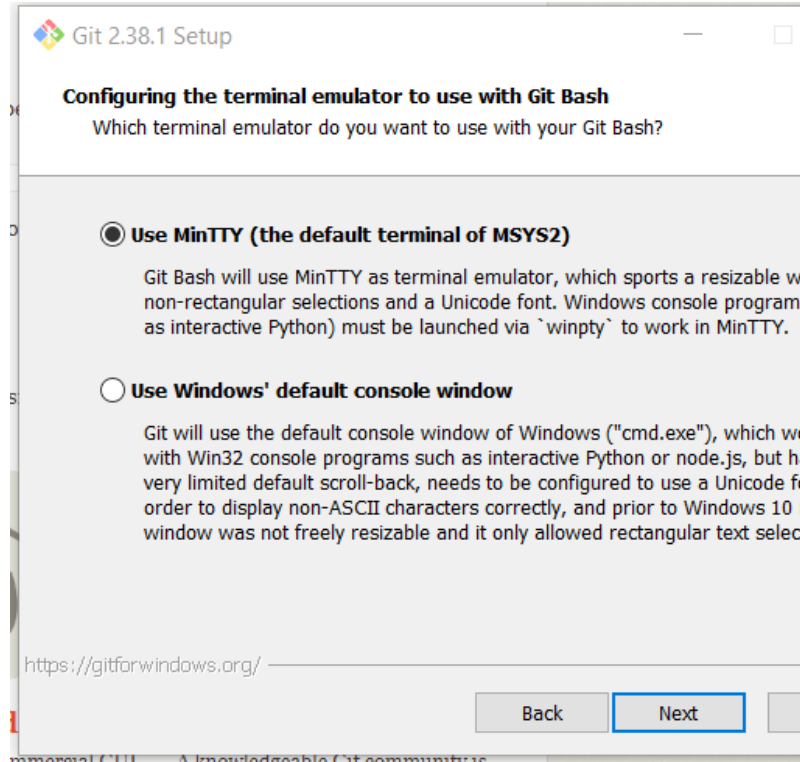 Git 2.38.1 Setup
Configuring the terminal emulator to use with Git Bash
Which terminal emulator do you want to use with your Git Bash?
Use MinTTY (the default terminal of MSYS2)
Git Bash will use MinTTY as terminal emulator, which sports a resizable
non-rectangular selections and a Unicode font. Windows console program
as interactive Python) must be launched via `winpty` to work in MinTTY.
Use Windows' default console window
Git will use the default console window of Windows ("cmd.exe"), which
with Win32 console programs such as interactive Python or node.js, but
very limited default scroll-back, needs to be configured to use a Unicode
order to display non-ASCII characters correctly, and prior to Windows 10
window was not freely resizable and it only allowed rectangular text selec
https://gitforwindows.org/
Back
Next
A knowledgeable Git community is